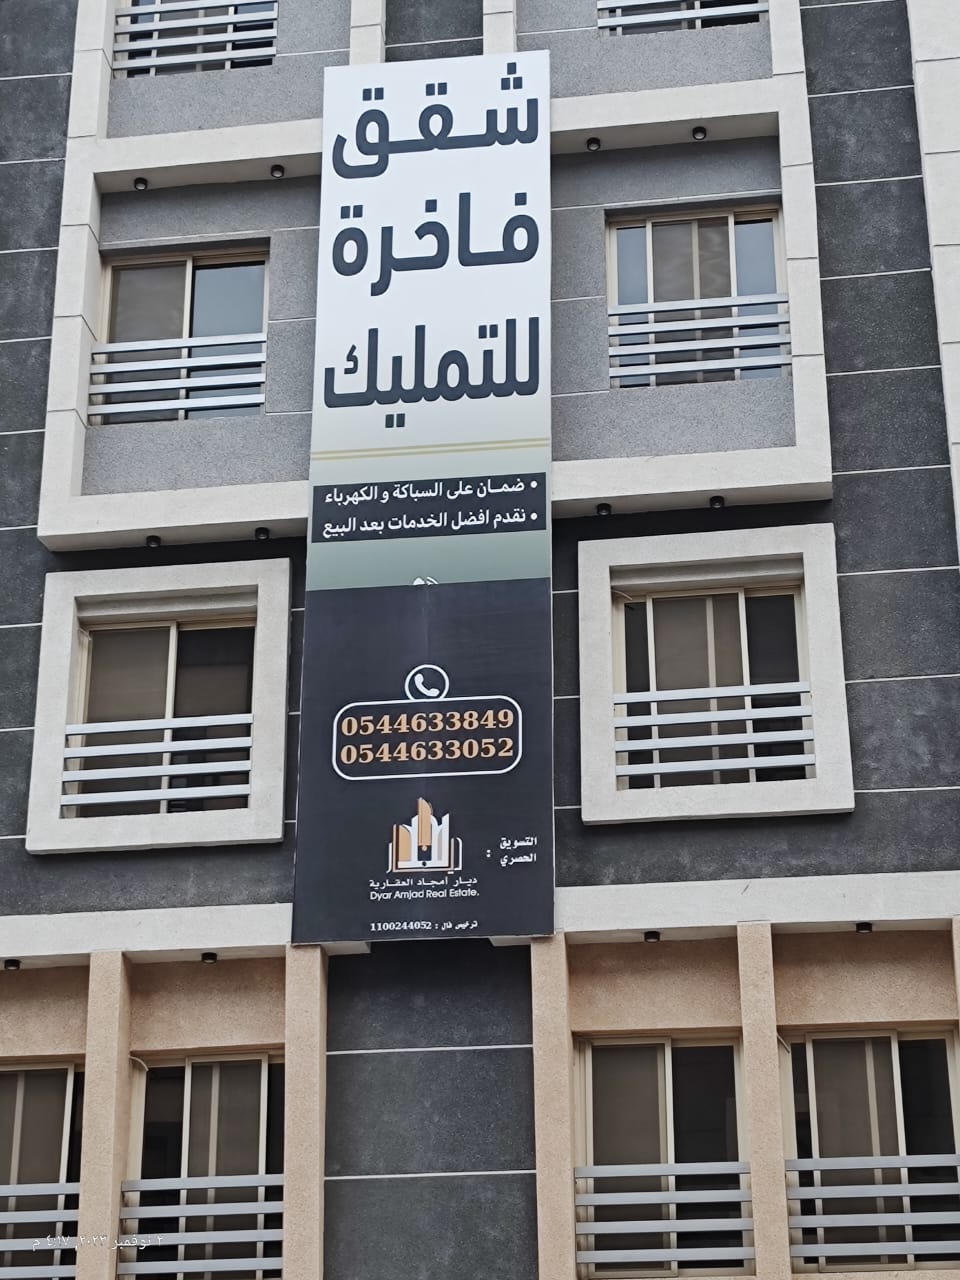 شقق
فاخرة
للتمليك
• ضمان على السباكة و الكهرباء
• نقدم افضل الخدمات بعد البيع
0544633849
0544633052
التسويق
الحصري :
ديار أمجاد العقارية
Dyar Amjad Real Estate.
ترخيص فال : 1100244052
٢ نوفمبر ٢٠٢٣, ٤:١٧ م